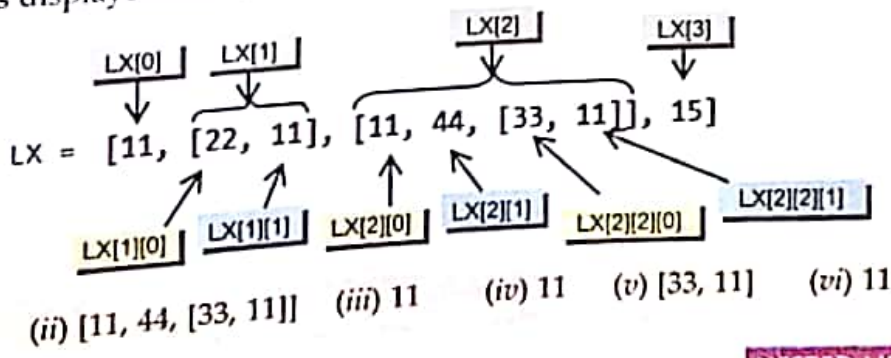 LX[0] LX[1] LX[2] LX[3]
LX = [11, [22, 11], [11, 44, [33, 11]], 15]
LX[1][0] LX[1][1] LX[2][0] LX[2][1] LX[2][2][0] LX[2][2][1]
(ii) [11, 44, [33, 11]] (iii) 11 (iv) 11 (v) [33, 11] (vi) 11